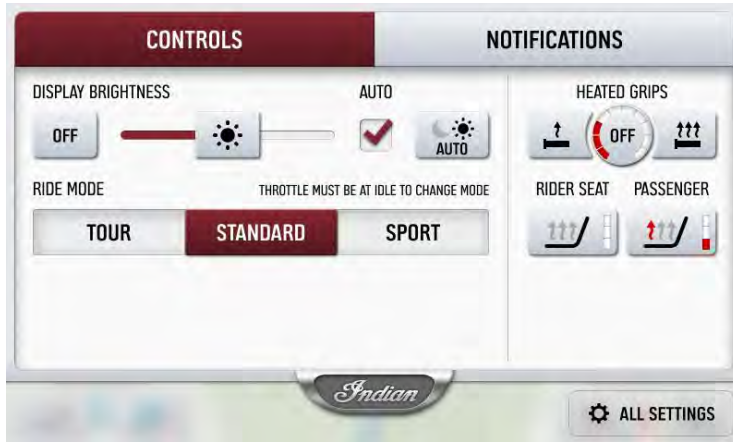 CONTROLS
NOTIFICATIONS
DISPLAY BRIGHTNESS
AUTO
HEATED GRIPS
OFF
AUTO
OFF
RIDE MODE
THROTTLE MUST BE AT IDLE TO CHANGE MODE
RIDER SEAT
PASSENGER
TOUR
STANDARD
SPORT
Indian
ALL SETTINGS